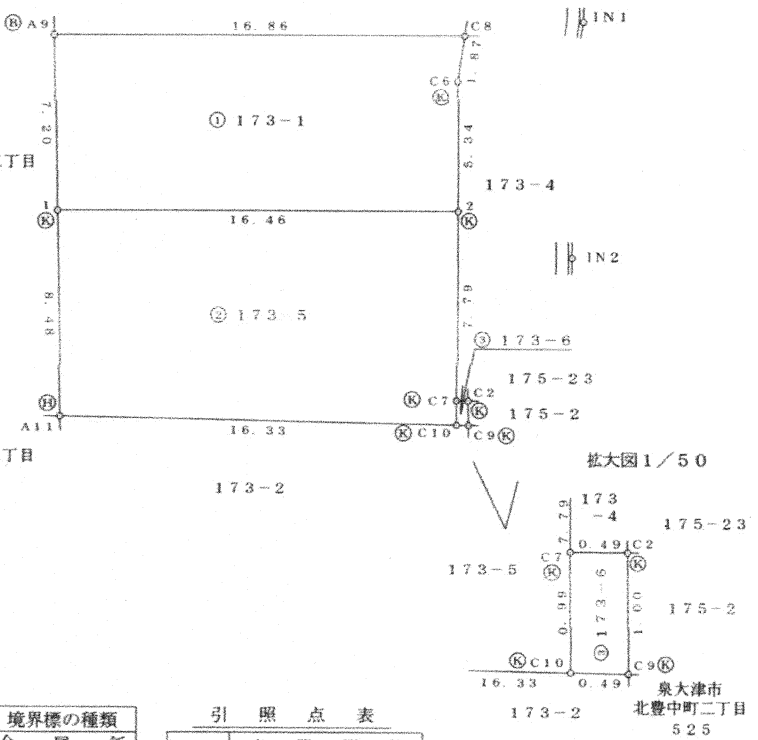 Ⓑ A9
16.86
C8
IN1
1.87
C6
Ⓚ
7.20
① 173-1
5.34
丁目
173-4
1
Ⓚ
2
Ⓚ
16.46
IN2
8.48
② 173-5
7.79
③ 173-6
175-23
Ⓗ
Ⓚ C7
C2
Ⓚ
175-2
A11
16.33
Ⓚ C10
C9Ⓚ
丁目
173-2
拡大図1/50
7.79
173
-4
175-23
0.49
C2
C7
Ⓚ
Ⓚ
173-5
0.99
③ 173-6
1.00
175-2
Ⓚ C10
C9Ⓚ
16.33
0.49
泉大津市
北豊中町二丁目
525
173-2
境界標の種類
引照点表